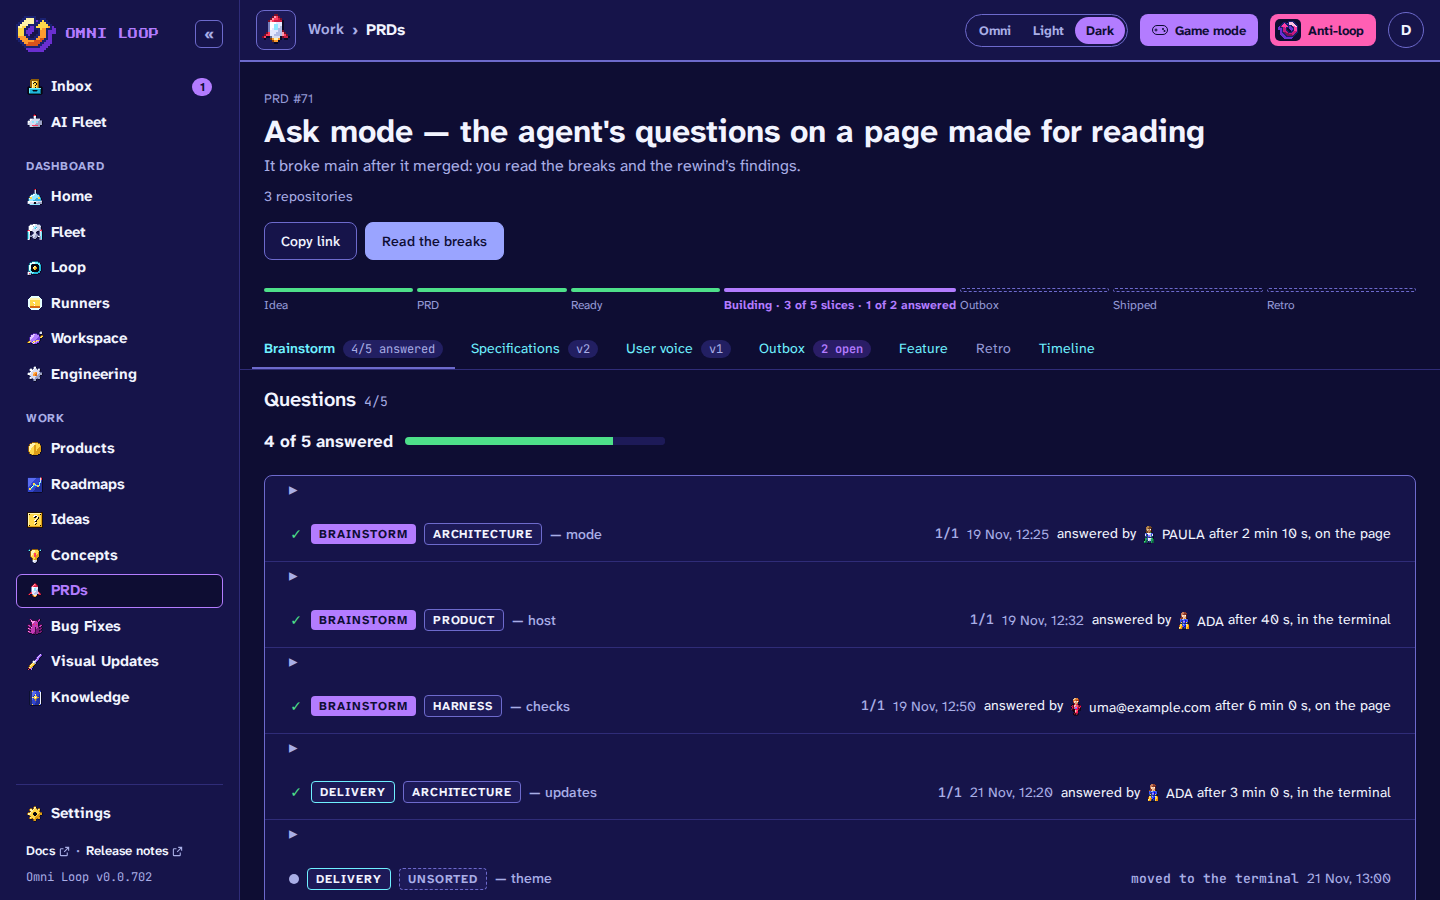 OMNI LOOP
«
Work › PRDs
Omni Light Dark
Game mode
Anti-loop
D
Inbox 1
AI Fleet
DASHBOARD
Home
Fleet
Loop
Runners
Workspace
Engineering
WORK
Products
Roadmaps
Ideas
Concepts
PRDs
Bug Fixes
Visual Updates
Knowledge
Settings
Docs · Release notes
Omni Loop v0.0.702
PRD #71
Ask mode — the agent's questions on a page made for reading
It broke main after it merged: you read the breaks and the rewind's findings.
3 repositories
Copy link Read the breaks
Idea PRD Ready Building · 3 of 5 slices · 1 of 2 answered Outbox Shipped Retro
Brainstorm 4/5 answered Specifications v2 User voice v1 Outbox 2 open Feature Retro Timeline
Questions 4/5
4 of 5 answered
▶
✓ BRAINSTORM ARCHITECTURE — mode 1/1 19 Nov, 12:25 answered by PAULA after 2 min 10 s, on the page
▶
✓ BRAINSTORM PRODUCT — host 1/1 19 Nov, 12:32 answered by ADA after 40 s, in the terminal
▶
✓ BRAINSTORM HARNESS — checks 1/1 19 Nov, 12:50 answered by uma@example.com after 6 min 0 s, on the page
▶
✓ DELIVERY ARCHITECTURE — updates 1/1 21 Nov, 12:20 answered by ADA after 3 min 0 s, in the terminal
▶
DELIVERY UNSORTED — theme moved to the terminal 21 Nov, 13:00